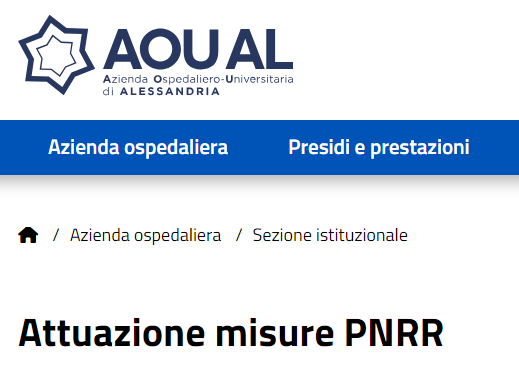 AOU AL
Azienda Ospedaliero-Universitaria
di ALESSANDRIA
Azienda ospedaliera Presidi e prestazioni
/ Azienda ospedaliera / Sezione istituzionale
Attuazione misure PNRR